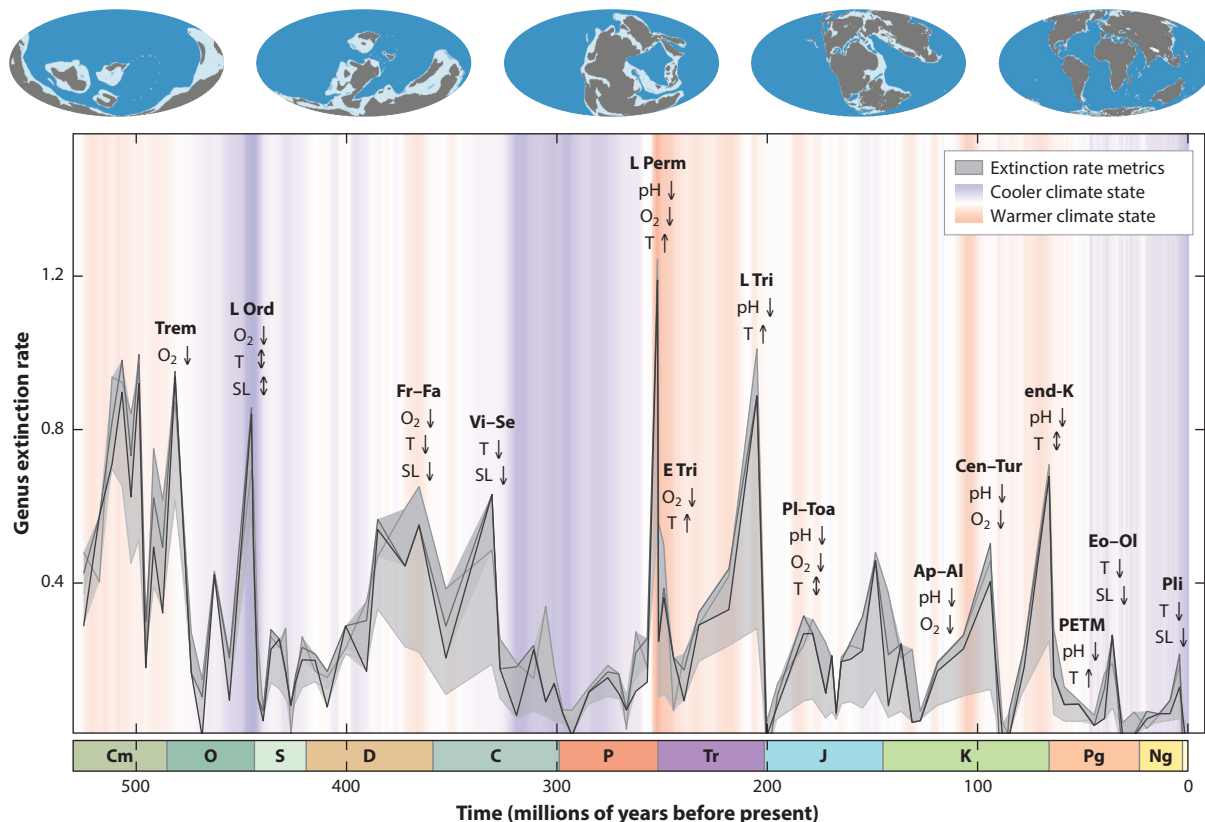 L Perm
pH ↓
O₂ ↓
T ↑
Extinction rate metrics
Cooler climate state
Warmer climate state
1.2
0.8
0.4
Genus extinction rate
Trem
O₂ ↓
L Ord
O₂ ↓
T ↕
SL ↕
Fr–Fa
O₂ ↓
T ↓
SL ↓
Vi–Se
T ↓
SL ↓
E Tri
O₂ ↓
T ↑
L Tri
pH ↓
T ↑
Pl–Toa
pH ↓
O₂ ↓
T ↕
Ap–Al
pH ↓
O₂ ↓
Cen–Tur
pH ↓
O₂ ↓
end-K
pH ↓
T ↕
PETM
pH ↓
T ↑
Eo–Ol
T ↓
SL ↓
Pli
T ↓
SL ↓
Cm O S D C P Tr J K Pg Ng
500 400 300 200 100 0
Time (millions of years before present)